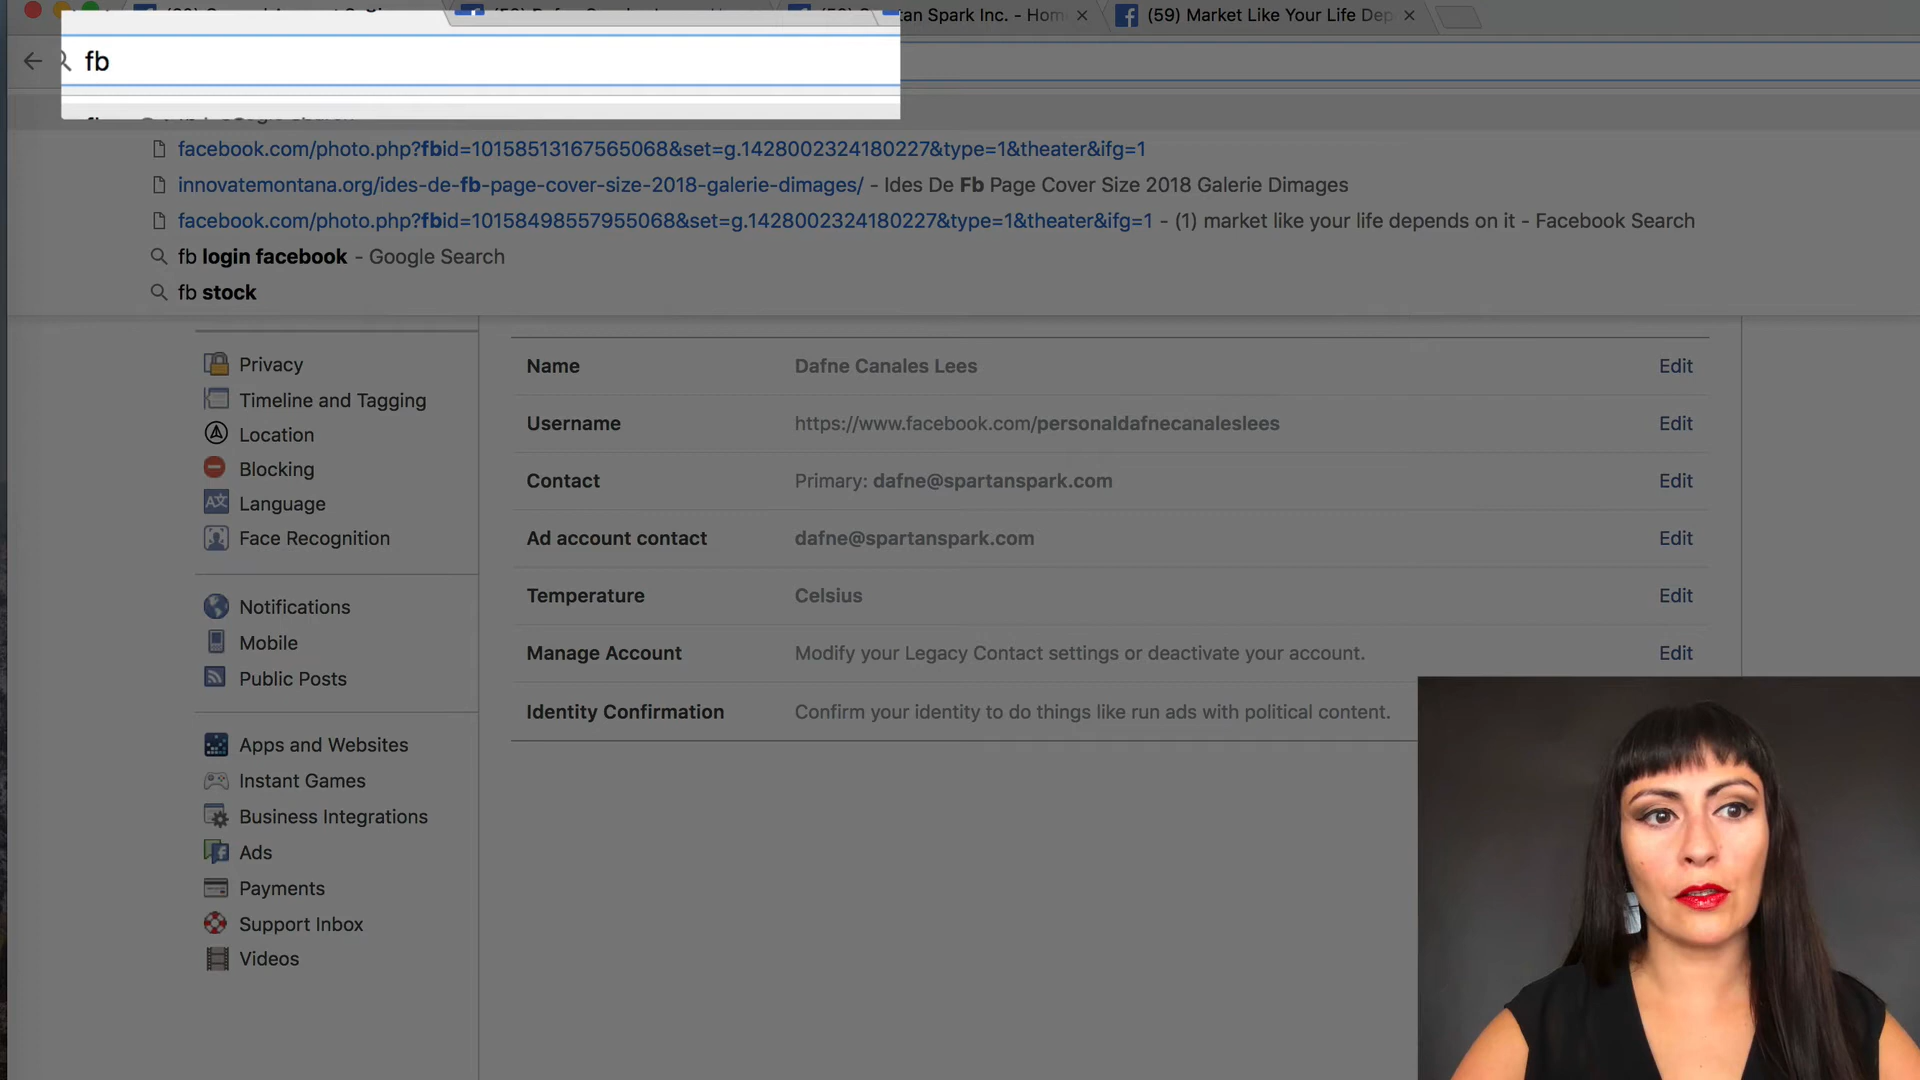 tan Spark Inc. - Hom
(59) Market Like Your Life Dep
fb
facebook.com/photo.php?fbid=10158513167565068&set=g.1428002324180227&type=1&theater&ifg=1
innovatemontana.org/ides-de-fb-page-cover-size-2018-galerie-dimages/ - Ides De Fb Page Cover Size 2018 Galerie Dimages
facebook.com/photo.php?fbid=10158498557955068&set=g.1428002324180227&type=1&theater&ifg=1 - (1) market like your life depends on it - Facebook Search
fb login facebook - Google Search
fb stock
Privacy
Timeline and Tagging
Location
Blocking
Language
Face Recognition
Notifications
Mobile
Public Posts
Apps and Websites
Instant Games
Business Integrations
Ads
Payments
Support Inbox
Videos
Name Dafne Canales Lees Edit
Username https://www.facebook.com/personaldafnecanaleslees Edit
Contact Primary: dafne@spartanspark.com Edit
Ad account contact dafne@spartanspark.com Edit
Temperature Celsius Edit
Manage Account Modify your Legacy Contact settings or deactivate your account. Edit
Identity Confirmation Confirm your identity to do things like run ads with political content.